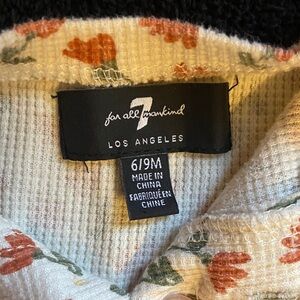 for all 7 mankind
LOS ANGELES
6/9M
MADE IN
CHINA
FABRIQUÉ EN
CHINE